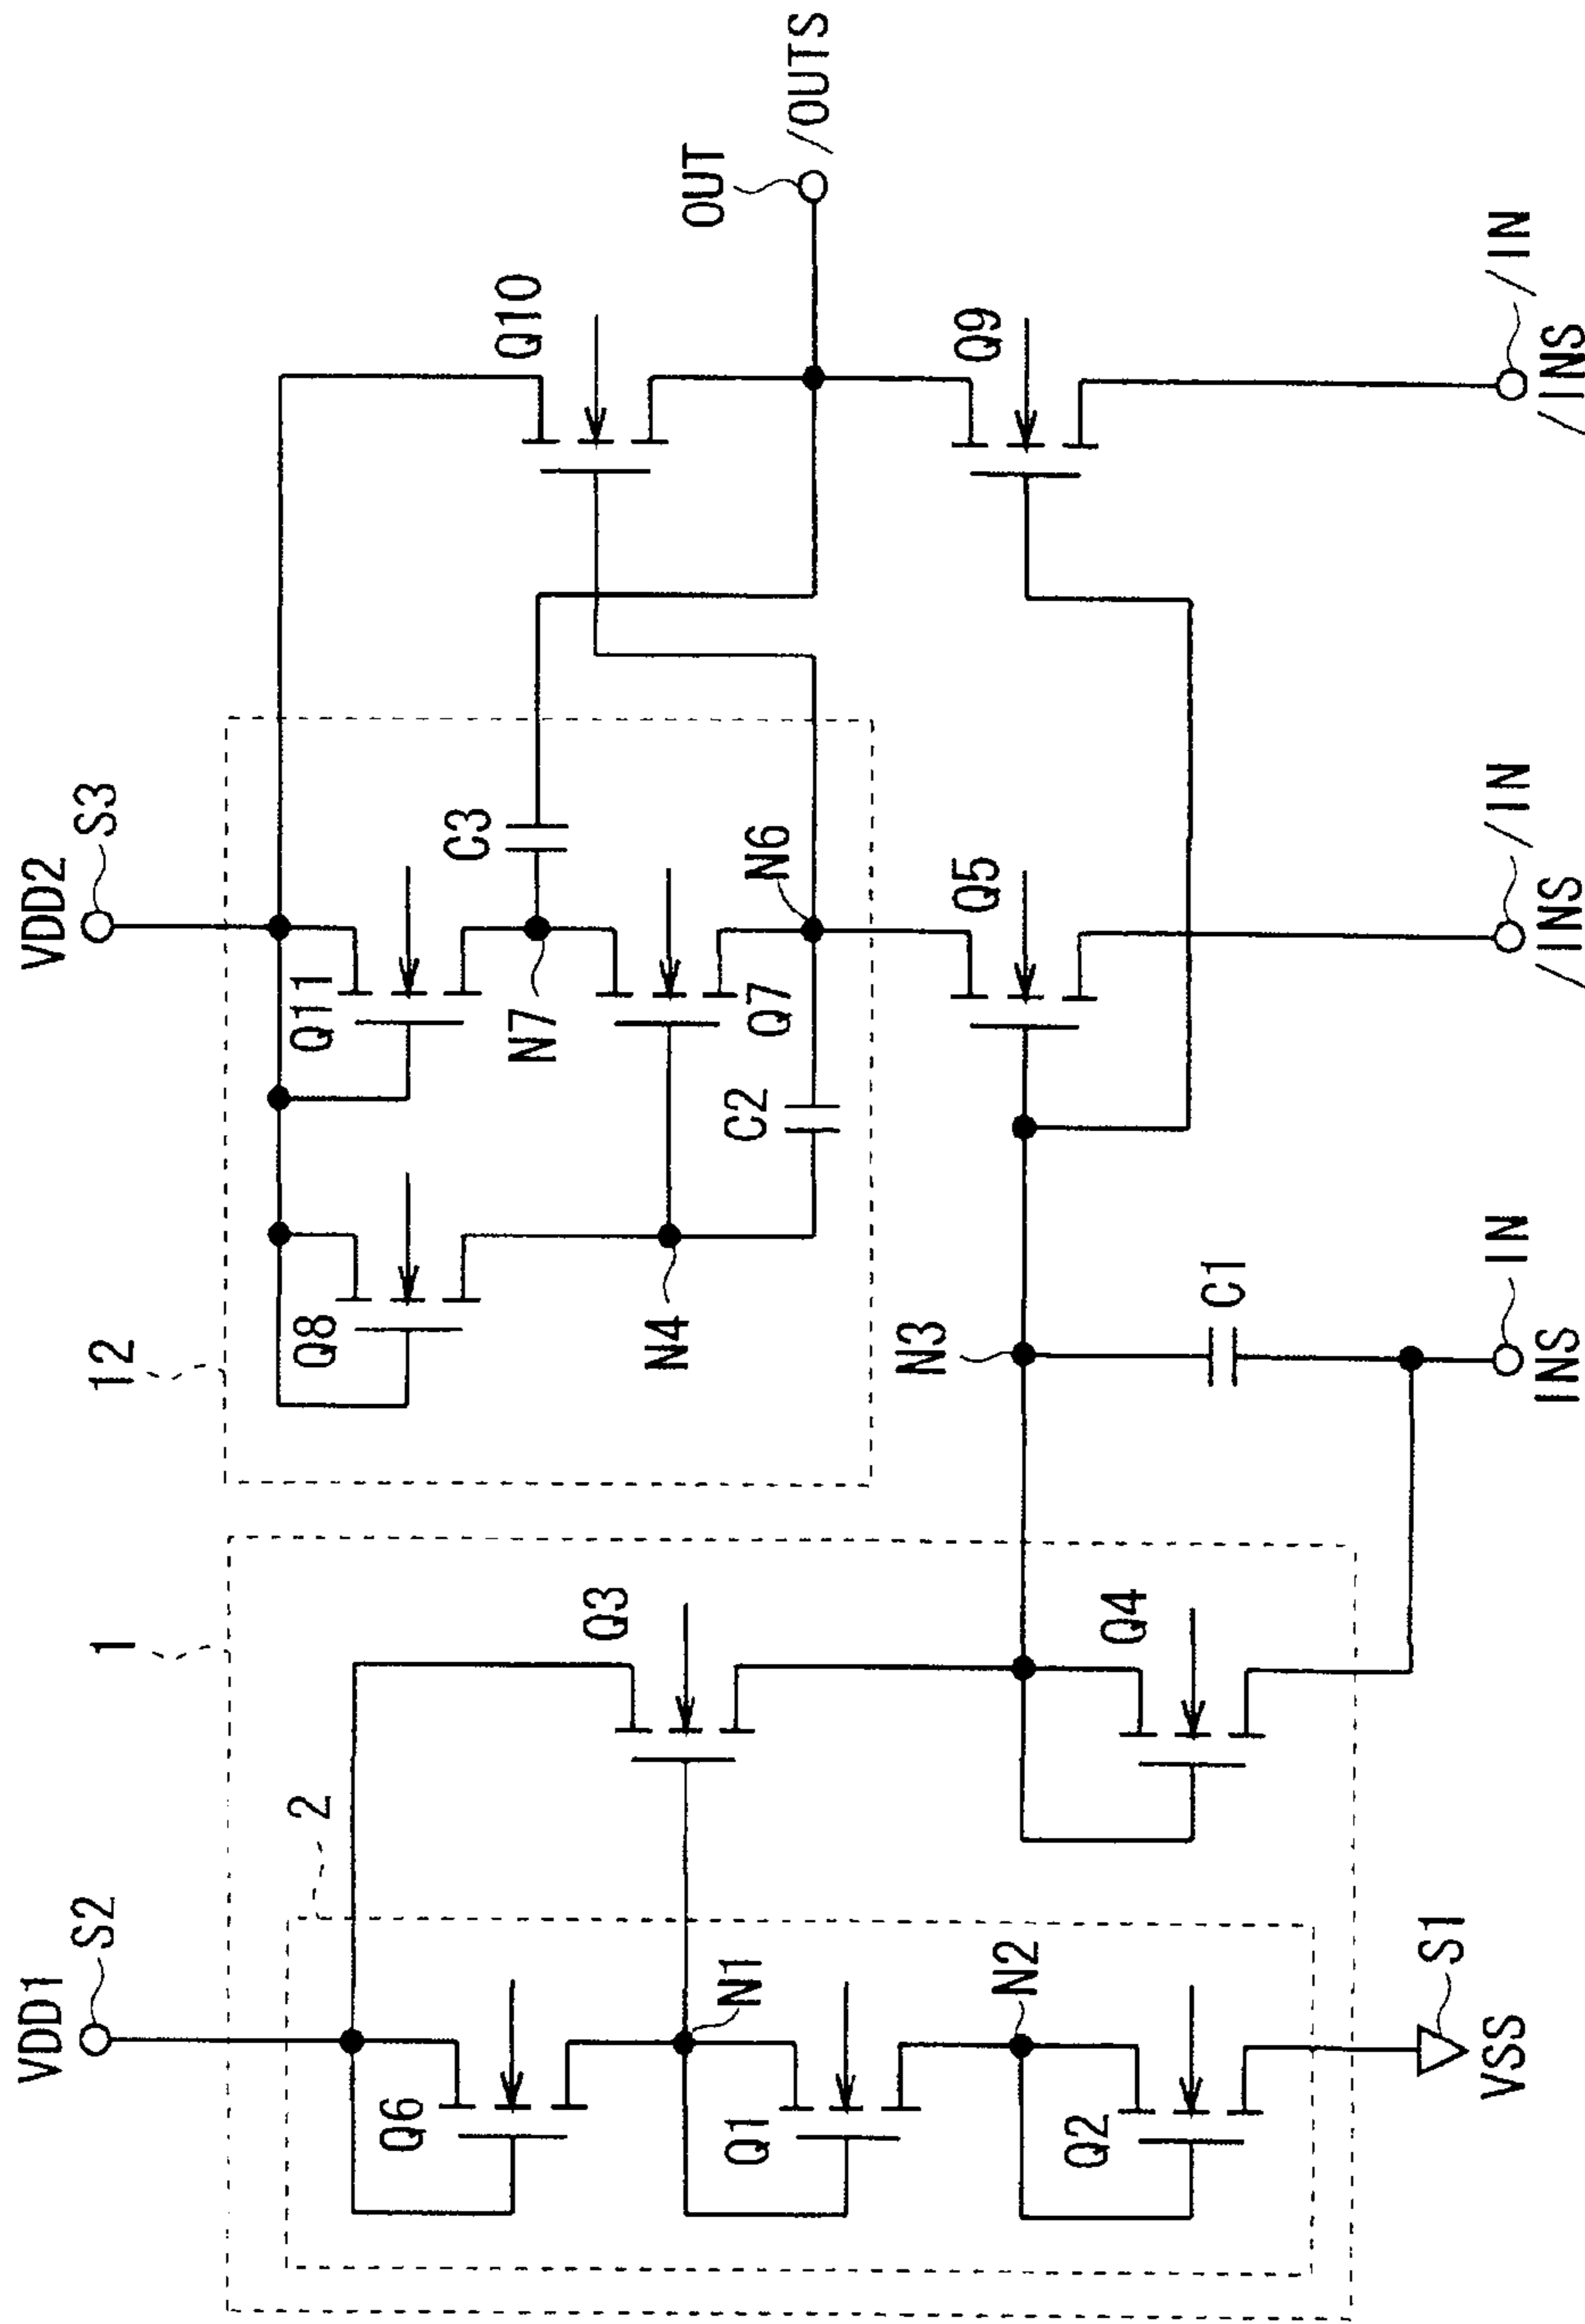 VDD1
S2
VDD2
S3
1
12
2
Q6
Q3
Q8
Q11
Q10
N1
N7
C3
Q1
N4
Q7
OUT
/OUTS
C2
N6
N2
N3
Q2
Q4
Q5
Q9
C1
S1
VSS
IN
INS
/IN
/INS
/IN
/INS